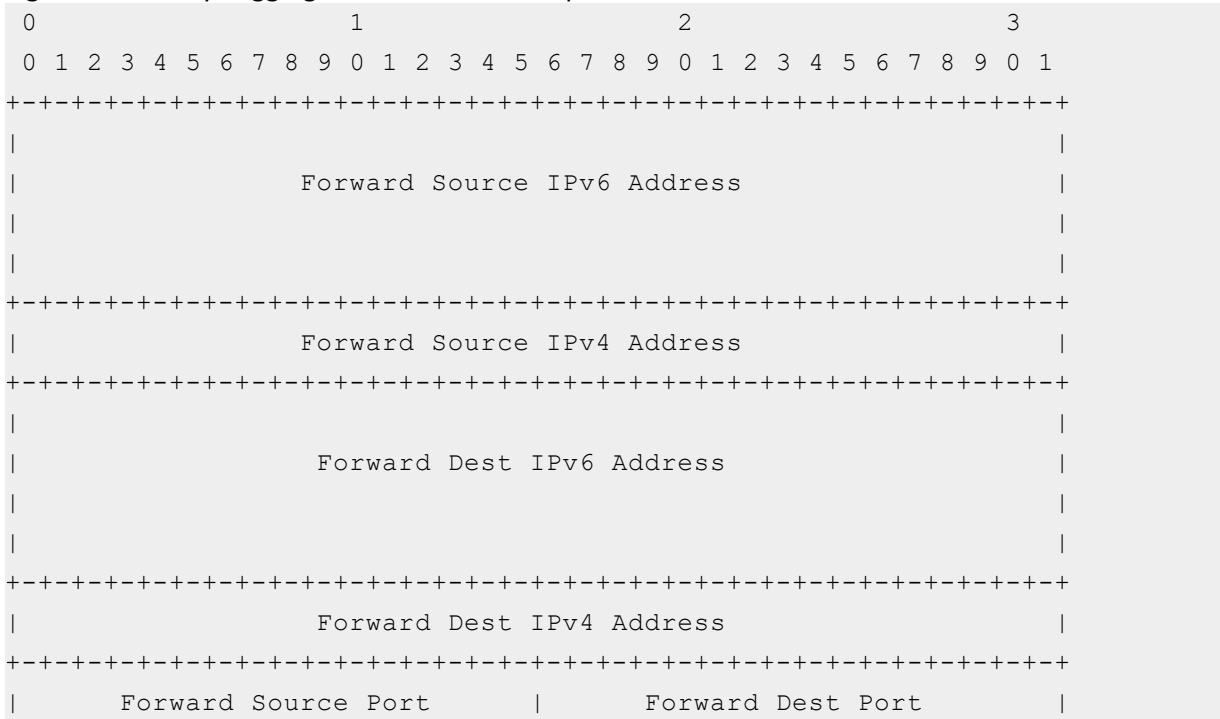 0                   1                   2                   3
 0 1 2 3 4 5 6 7 8 9 0 1 2 3 4 5 6 7 8 9 0 1 2 3 4 5 6 7 8 9 0 1
+-+-+-+-+-+-+-+-+-+-+-+-+-+-+-+-+-+-+-+-+-+-+-+-+-+-+-+-+-+-+-+-+
|                                                               |
|                 Forward Source IPv6 Address                   |
|                                                               |
|                                                               |
+-+-+-+-+-+-+-+-+-+-+-+-+-+-+-+-+-+-+-+-+-+-+-+-+-+-+-+-+-+-+-+-+
|                 Forward Source IPv4 Address                   |
+-+-+-+-+-+-+-+-+-+-+-+-+-+-+-+-+-+-+-+-+-+-+-+-+-+-+-+-+-+-+-+-+
|                                                               |
|                  Forward Dest IPv6 Address                    |
|                                                               |
|                                                               |
+-+-+-+-+-+-+-+-+-+-+-+-+-+-+-+-+-+-+-+-+-+-+-+-+-+-+-+-+-+-+-+-+
|                  Forward Dest IPv4 Address                    |
+-+-+-+-+-+-+-+-+-+-+-+-+-+-+-+-+-+-+-+-+-+-+-+-+-+-+-+-+-+-+-+-+
|      Forward Source Port      |      Forward Dest Port        |